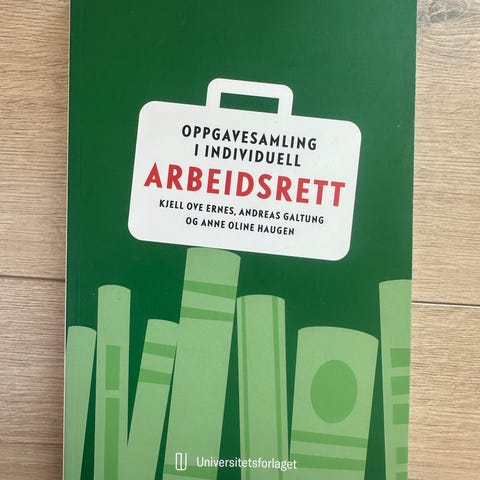 OPPGAVESAMLING
I INDIVIDUELL
ARBEIDSRETT
KJELL OVE ERNES, ANDREAS GALTUNG
OG ANNE OLINE HAUGEN
Universitetsforlaget